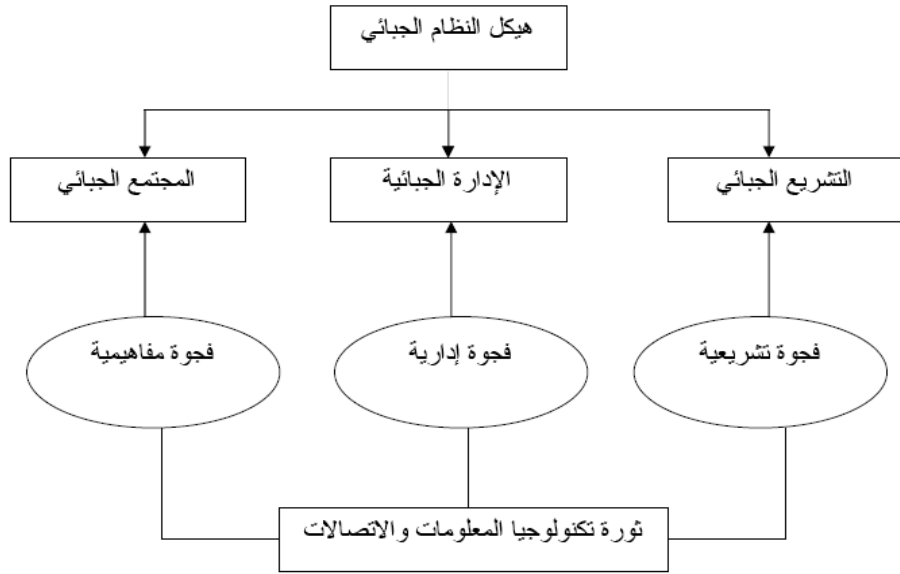 هيكل النظام الجبائي
التشريع الجبائي
الإدارة الجبائية
المجتمع الجبائي
فجوة تشريعية
فجوة إدارية
فجوة مفاهيمية
ثورة تكنولوجيا المعلومات والاتصالات